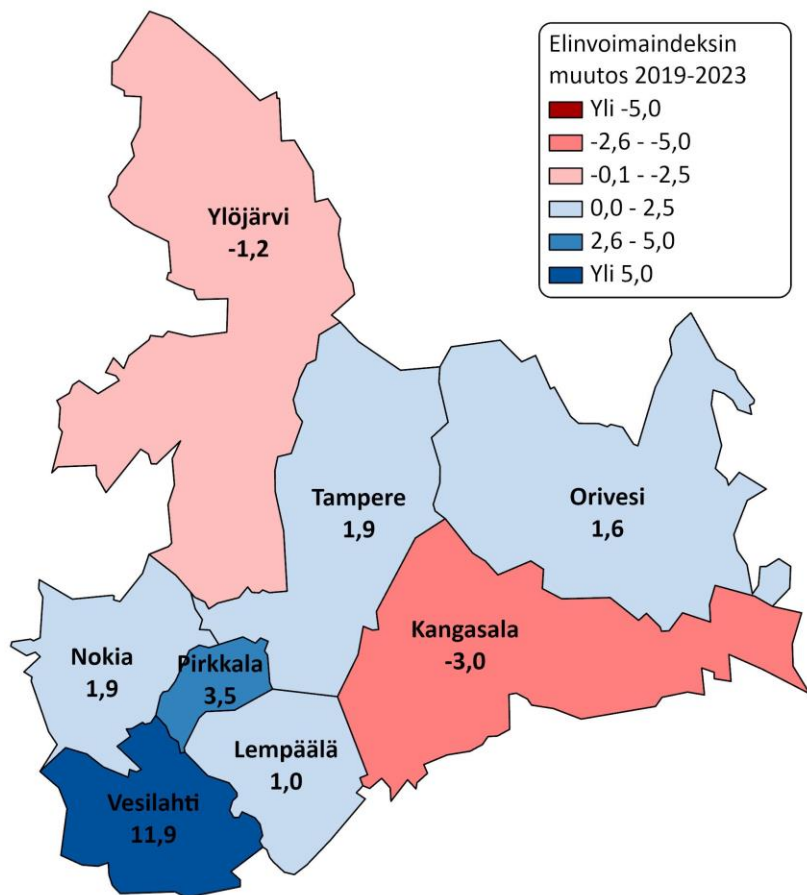 Elinvoimaindeksin
muutos 2019-2023
Yli -5,0
-2,6 - -5,0
-0,1 - -2,5
0,0 - 2,5
2,6 - 5,0
Yli 5,0
Ylöjärvi
-1,2
Tampere
1,9
Orivesi
1,6
Kangasala
-3,0
Nokia
1,9
Pirkkala
3,5
Lempäälä
1,0
Vesilahti
11,9